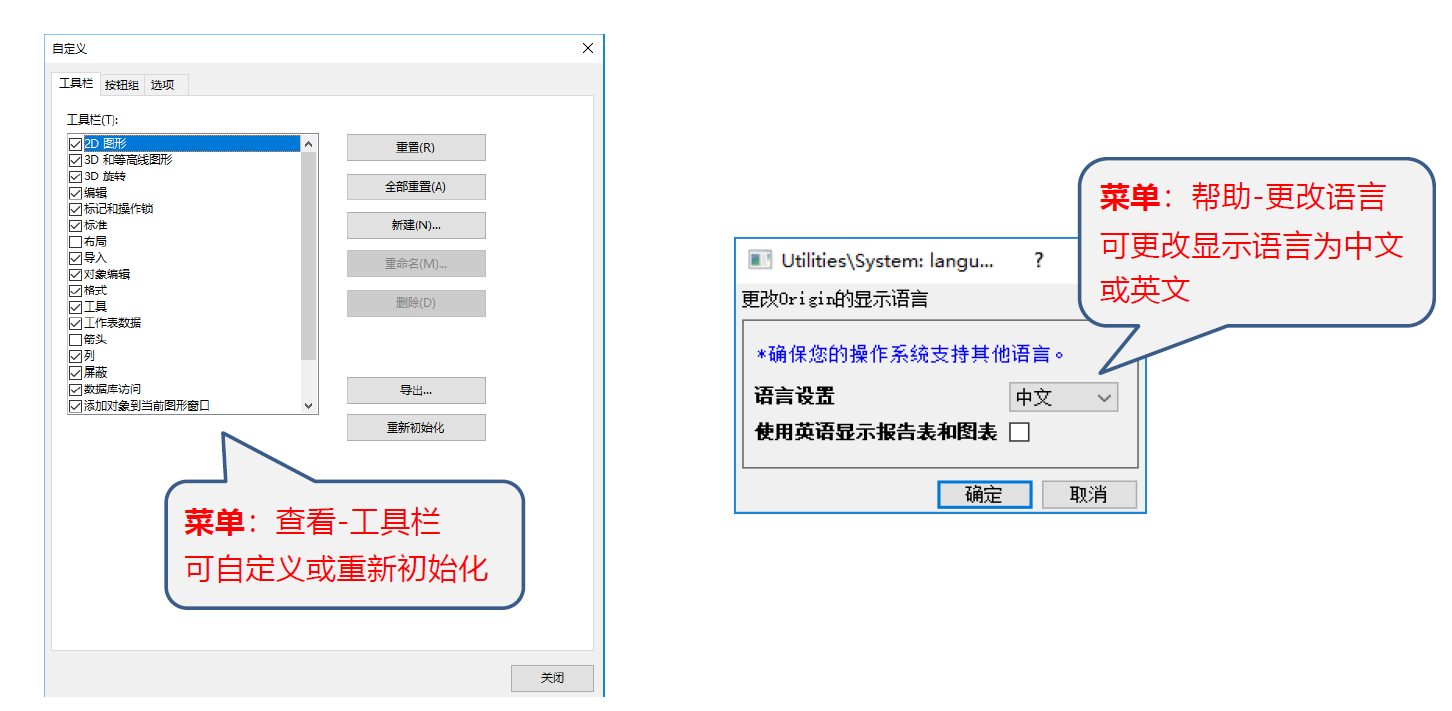 自定义
工具栏 按钮组 选项
工具栏(T):
2D 图形
3D 和等高线图形
3D 旋转
编辑
标记和操作锁
标准
布局
导入
对象编辑
格式
工具
工作表数据
箭头
列
屏蔽
数据库访问
添加对象到当前图形窗口
重置(R)
全部重置(A)
新建(N)...
重命名(M)...
删除(D)
导出...
重新初始化
菜单：查看-工具栏
可自定义或重新初始化
关闭
Utilities\System: langu... ?
更改Origin的显示语言
*确保您的操作系统支持其他语言。
语言设置 中文
使用英语显示报告表和图表
确定 取消
菜单：帮助-更改语言
可更改显示语言为中文
或英文